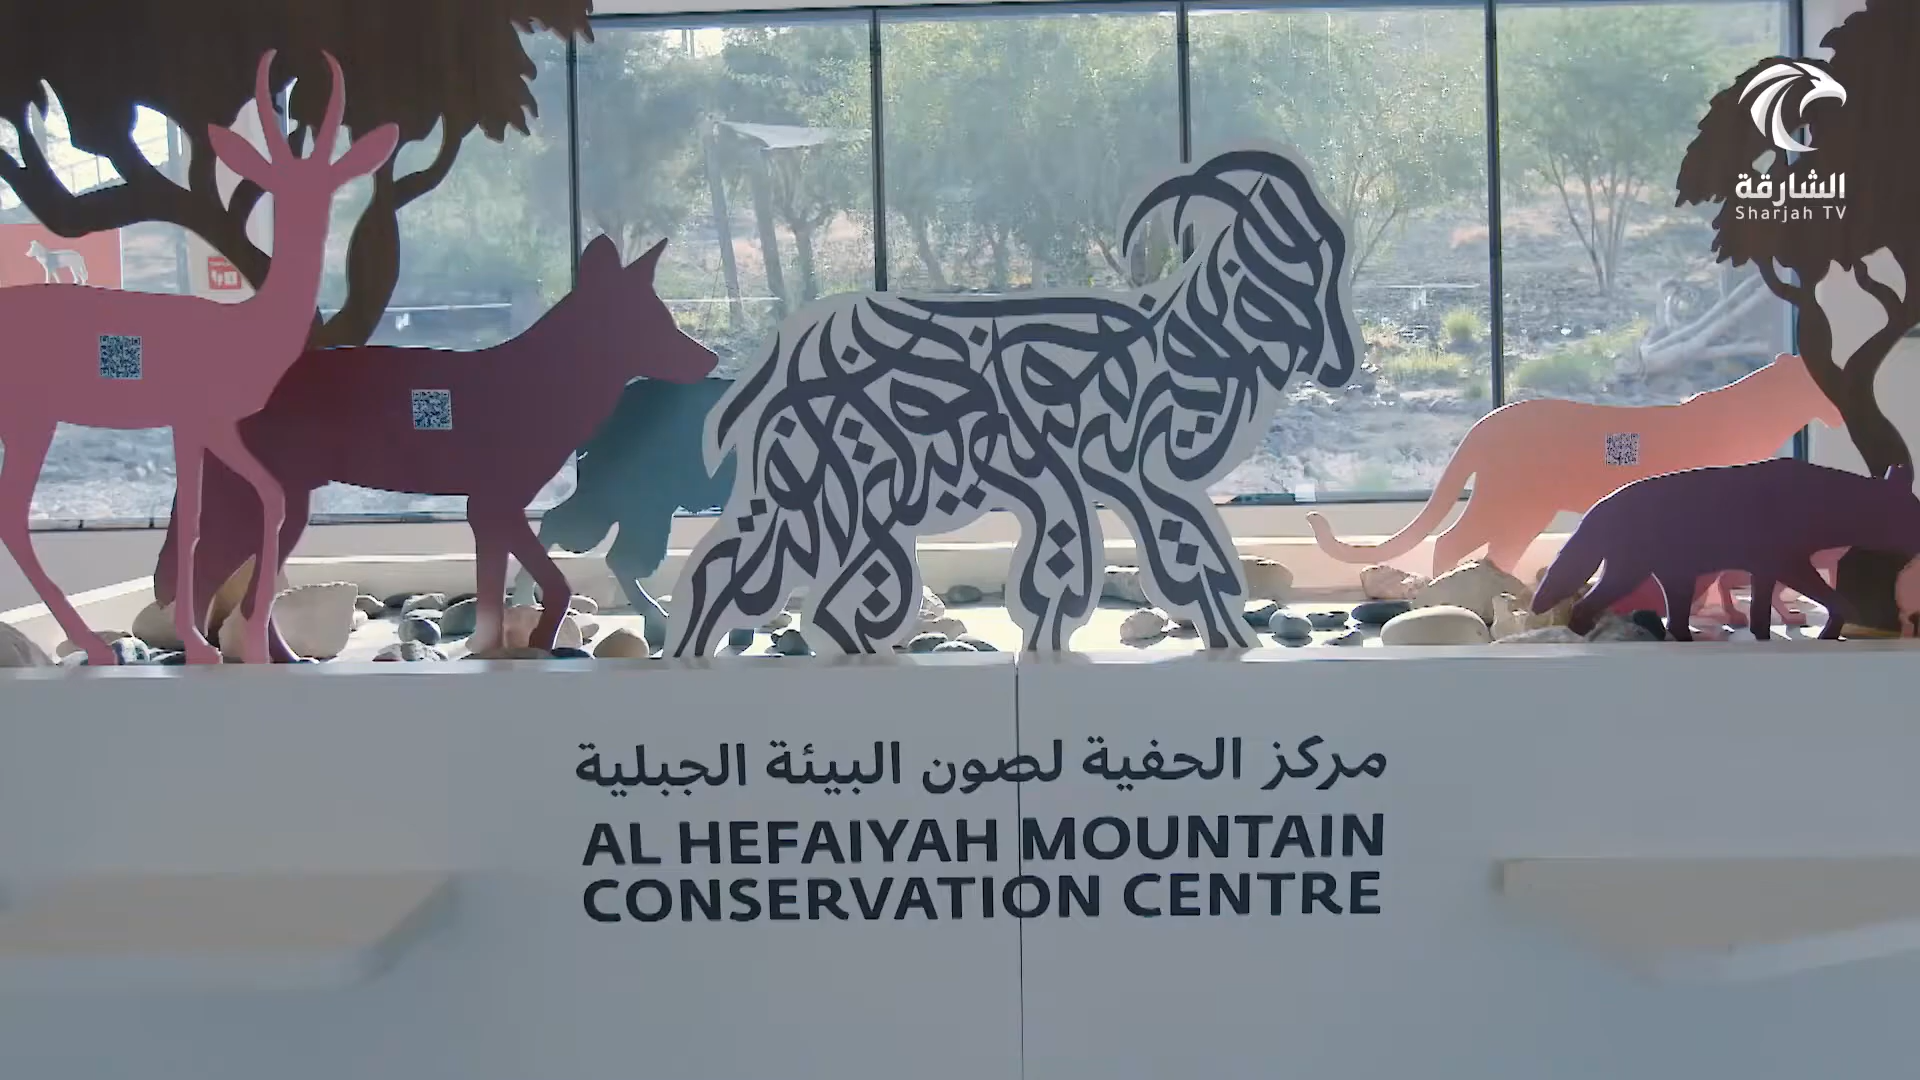 الشارقة
Sharjah TV
مركز الحفية لصون البيئة الجبلية
AL HEFAIYAH MOUNTAIN
CONSERVATION CENTRE